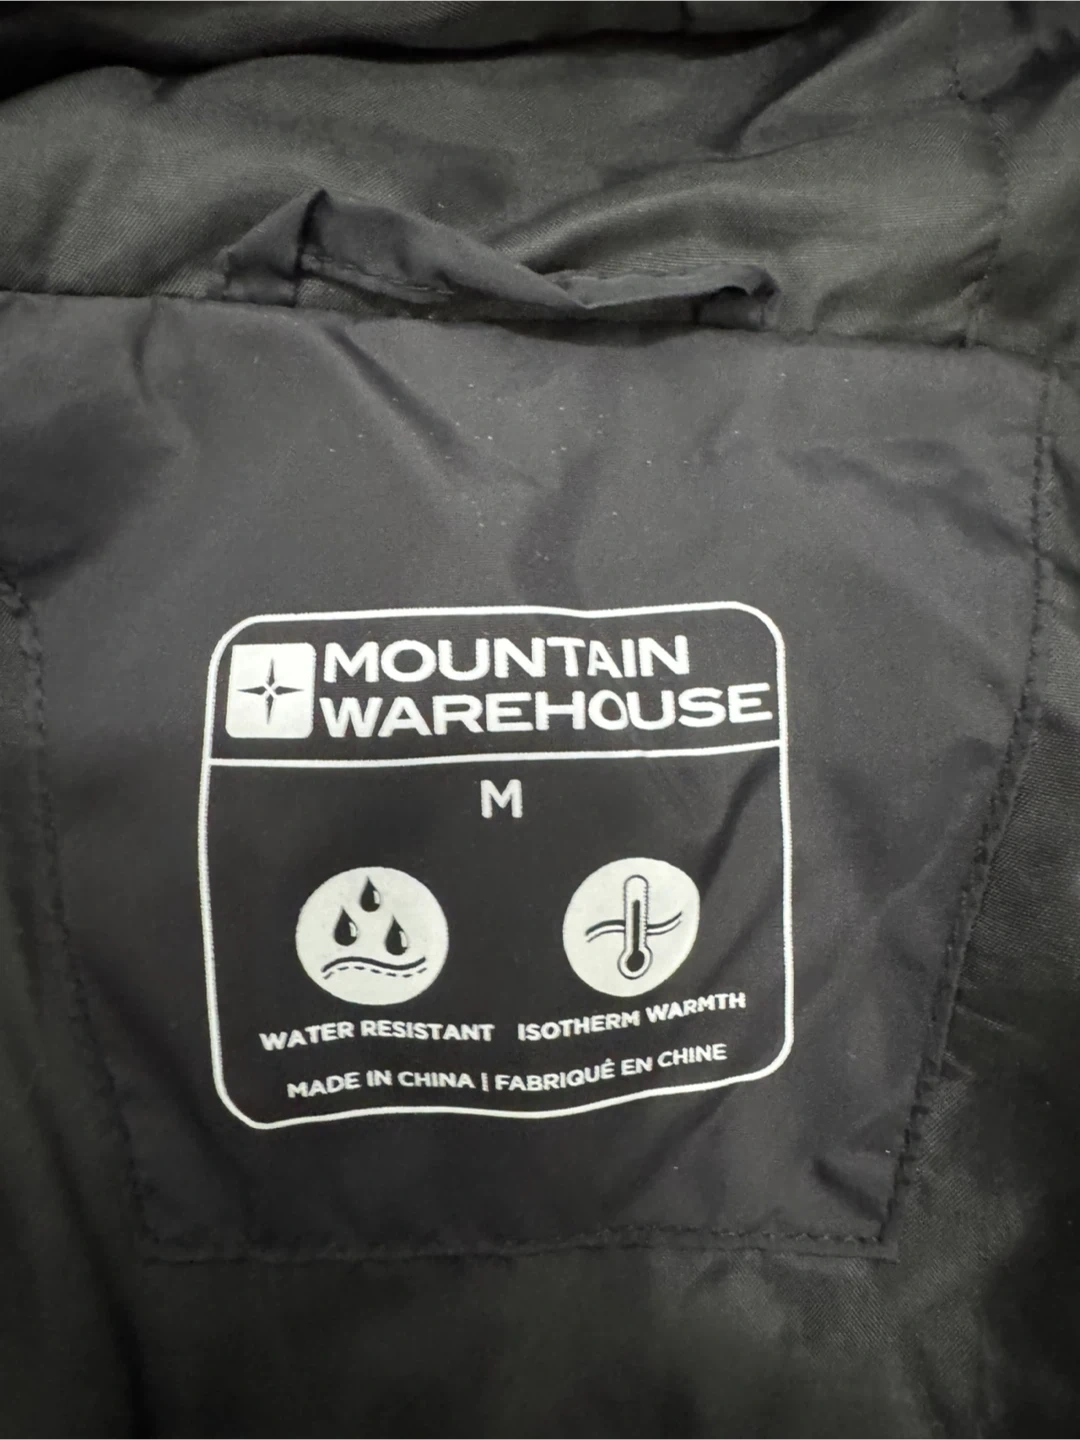 MOUNTAIN
WAREHOUSE
M
WATER RESISTANT ISOTHERM WARMTH
MADE IN CHINA | FABRIQUÉ EN CHINE